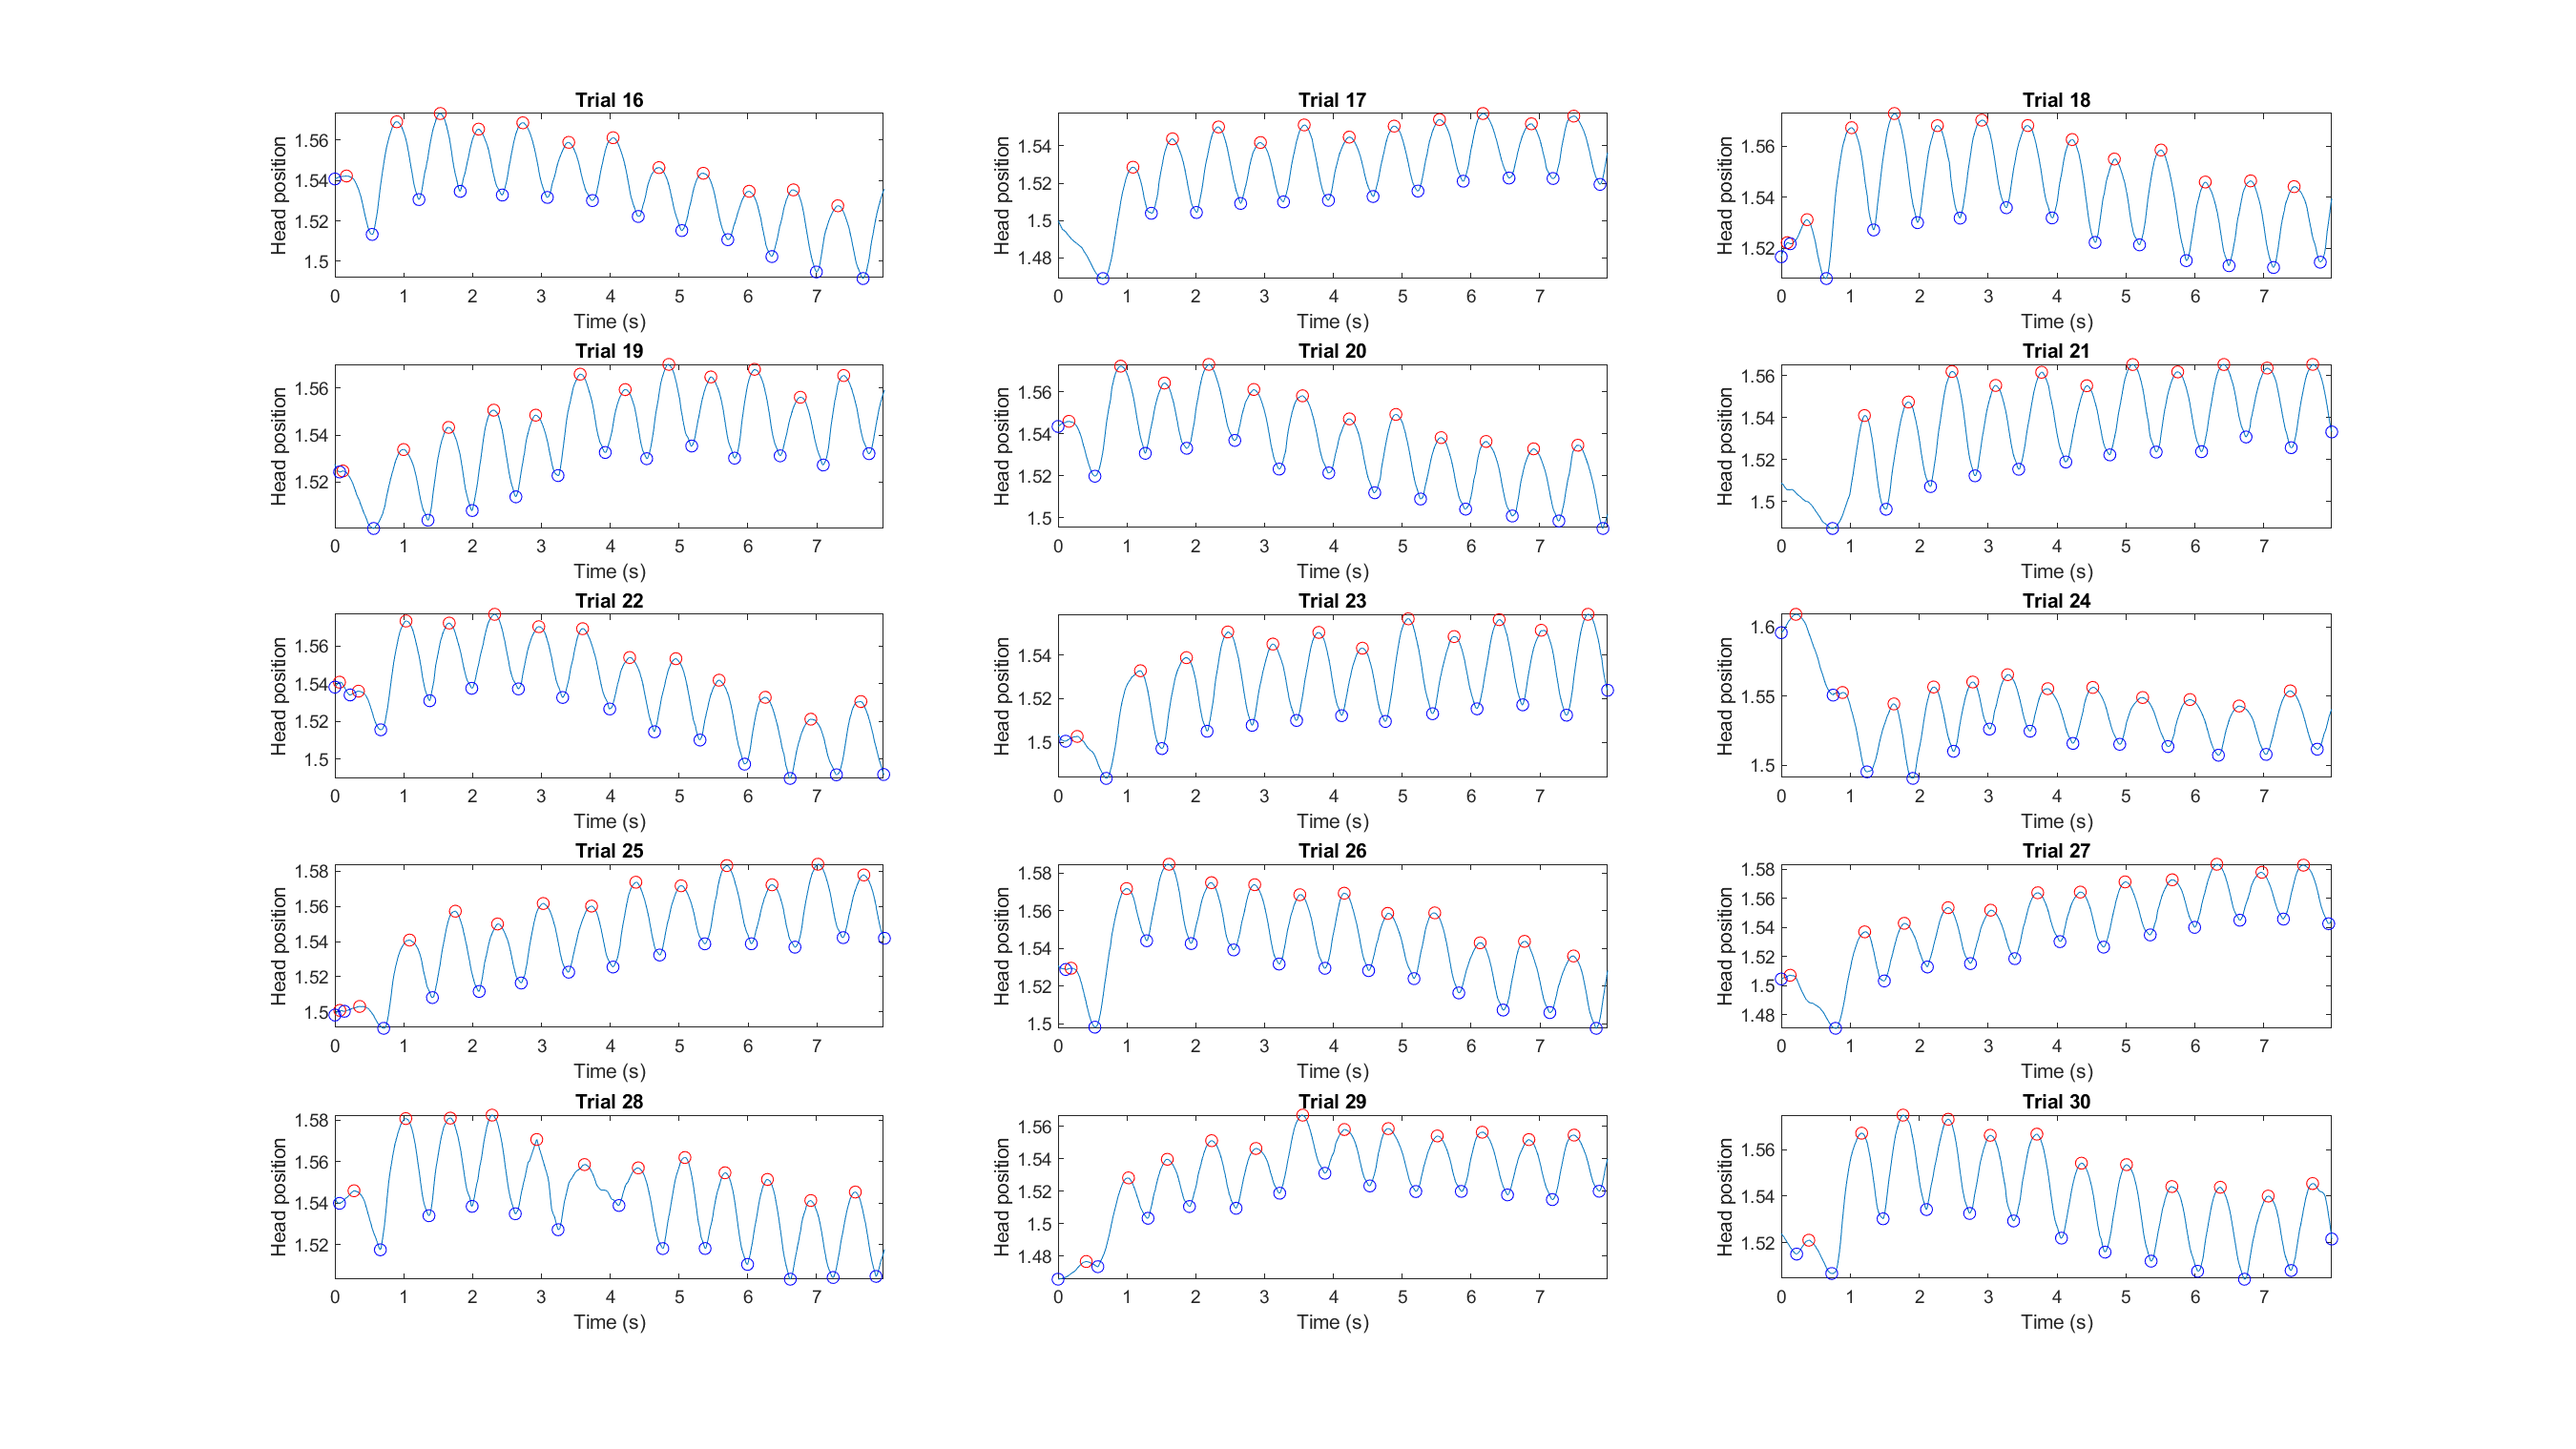 Trial 16
Head position
1.56
1.54
1.52
1.5
0 1 2 3 4 5 6 7
Time (s)
Trial 17
Head position
1.54
1.52
1.5
1.48
0 1 2 3 4 5 6 7
Time (s)
Trial 18
Head position
1.56
1.54
1.52
0 1 2 3 4 5 6 7
Time (s)
Trial 19
Head position
1.56
1.54
1.52
0 1 2 3 4 5 6 7
Time (s)
Trial 20
Head position
1.56
1.54
1.52
1.5
0 1 2 3 4 5 6 7
Time (s)
Trial 21
Head position
1.56
1.54
1.52
1.5
0 1 2 3 4 5 6 7
Time (s)
Trial 22
Head position
1.56
1.54
1.52
1.5
0 1 2 3 4 5 6 7
Time (s)
Trial 23
Head position
1.54
1.52
1.5
0 1 2 3 4 5 6 7
Time (s)
Trial 24
Head position
1.6
1.55
1.5
0 1 2 3 4 5 6 7
Time (s)
Trial 25
Head position
1.58
1.56
1.54
1.52
1.5
0 1 2 3 4 5 6 7
Time (s)
Trial 26
Head position
1.58
1.56
1.54
1.52
1.5
0 1 2 3 4 5 6 7
Time (s)
Trial 27
Head position
1.58
1.56
1.54
1.52
1.5
1.48
0 1 2 3 4 5 6 7
Time (s)
Trial 28
Head position
1.58
1.56
1.54
1.52
0 1 2 3 4 5 6 7
Time (s)
Trial 29
Head position
1.56
1.54
1.52
1.5
1.48
0 1 2 3 4 5 6 7
Time (s)
Trial 30
Head position
1.56
1.54
1.52
0 1 2 3 4 5 6 7
Time (s)